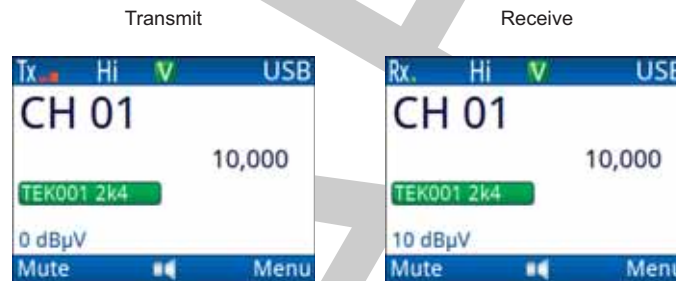 Transmit
Tx Hi V USB
CH 01
10,000
TEK001 2k4
0 dBµV
Mute Menu
Receive
Rx Hi V USB
CH 01
10,000
TEK001 2k4
10 dBµV
Mute Menu